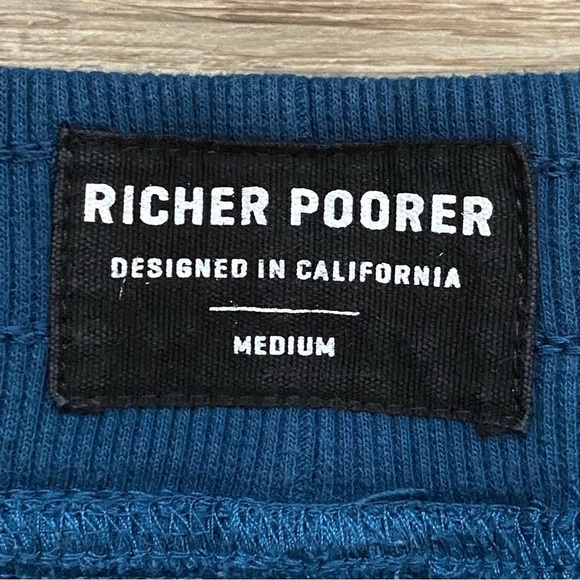 RICHER POORER
DESIGNED IN CALIFORNIA
MEDIUM